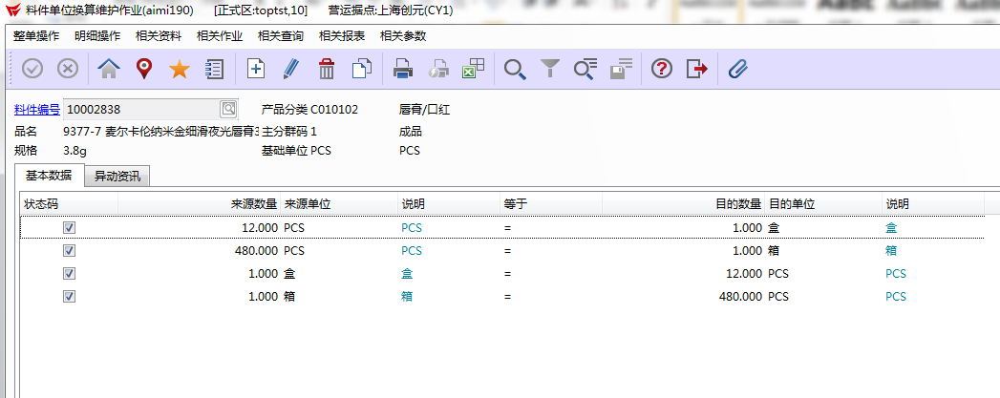 料件单位换算维护作业(aimi190) [正式区:toptst,10] 营运据点:上海创元(CY1)
整单操作 明细操作 相关资料 相关作业 相关查询 相关报表 相关参数
料件编号 10002838 产品分类 C010102 唇膏/口红
品名 9377-7 麦尔卡伦纳米金细滑夜光唇膏3 主分群码 1 成品
规格 3.8g 基础单位 PCS PCS
基本数据 异动资讯
状态码 来源数量 来源单位 说明 等于 目的数量 目的单位 说明
12.000 PCS PCS = 1.000 盒 盒
480.000 PCS PCS = 1.000 箱 箱
1.000 盒 盒 = 12.000 PCS PCS
1.000 箱 箱 = 480.000 PCS PCS